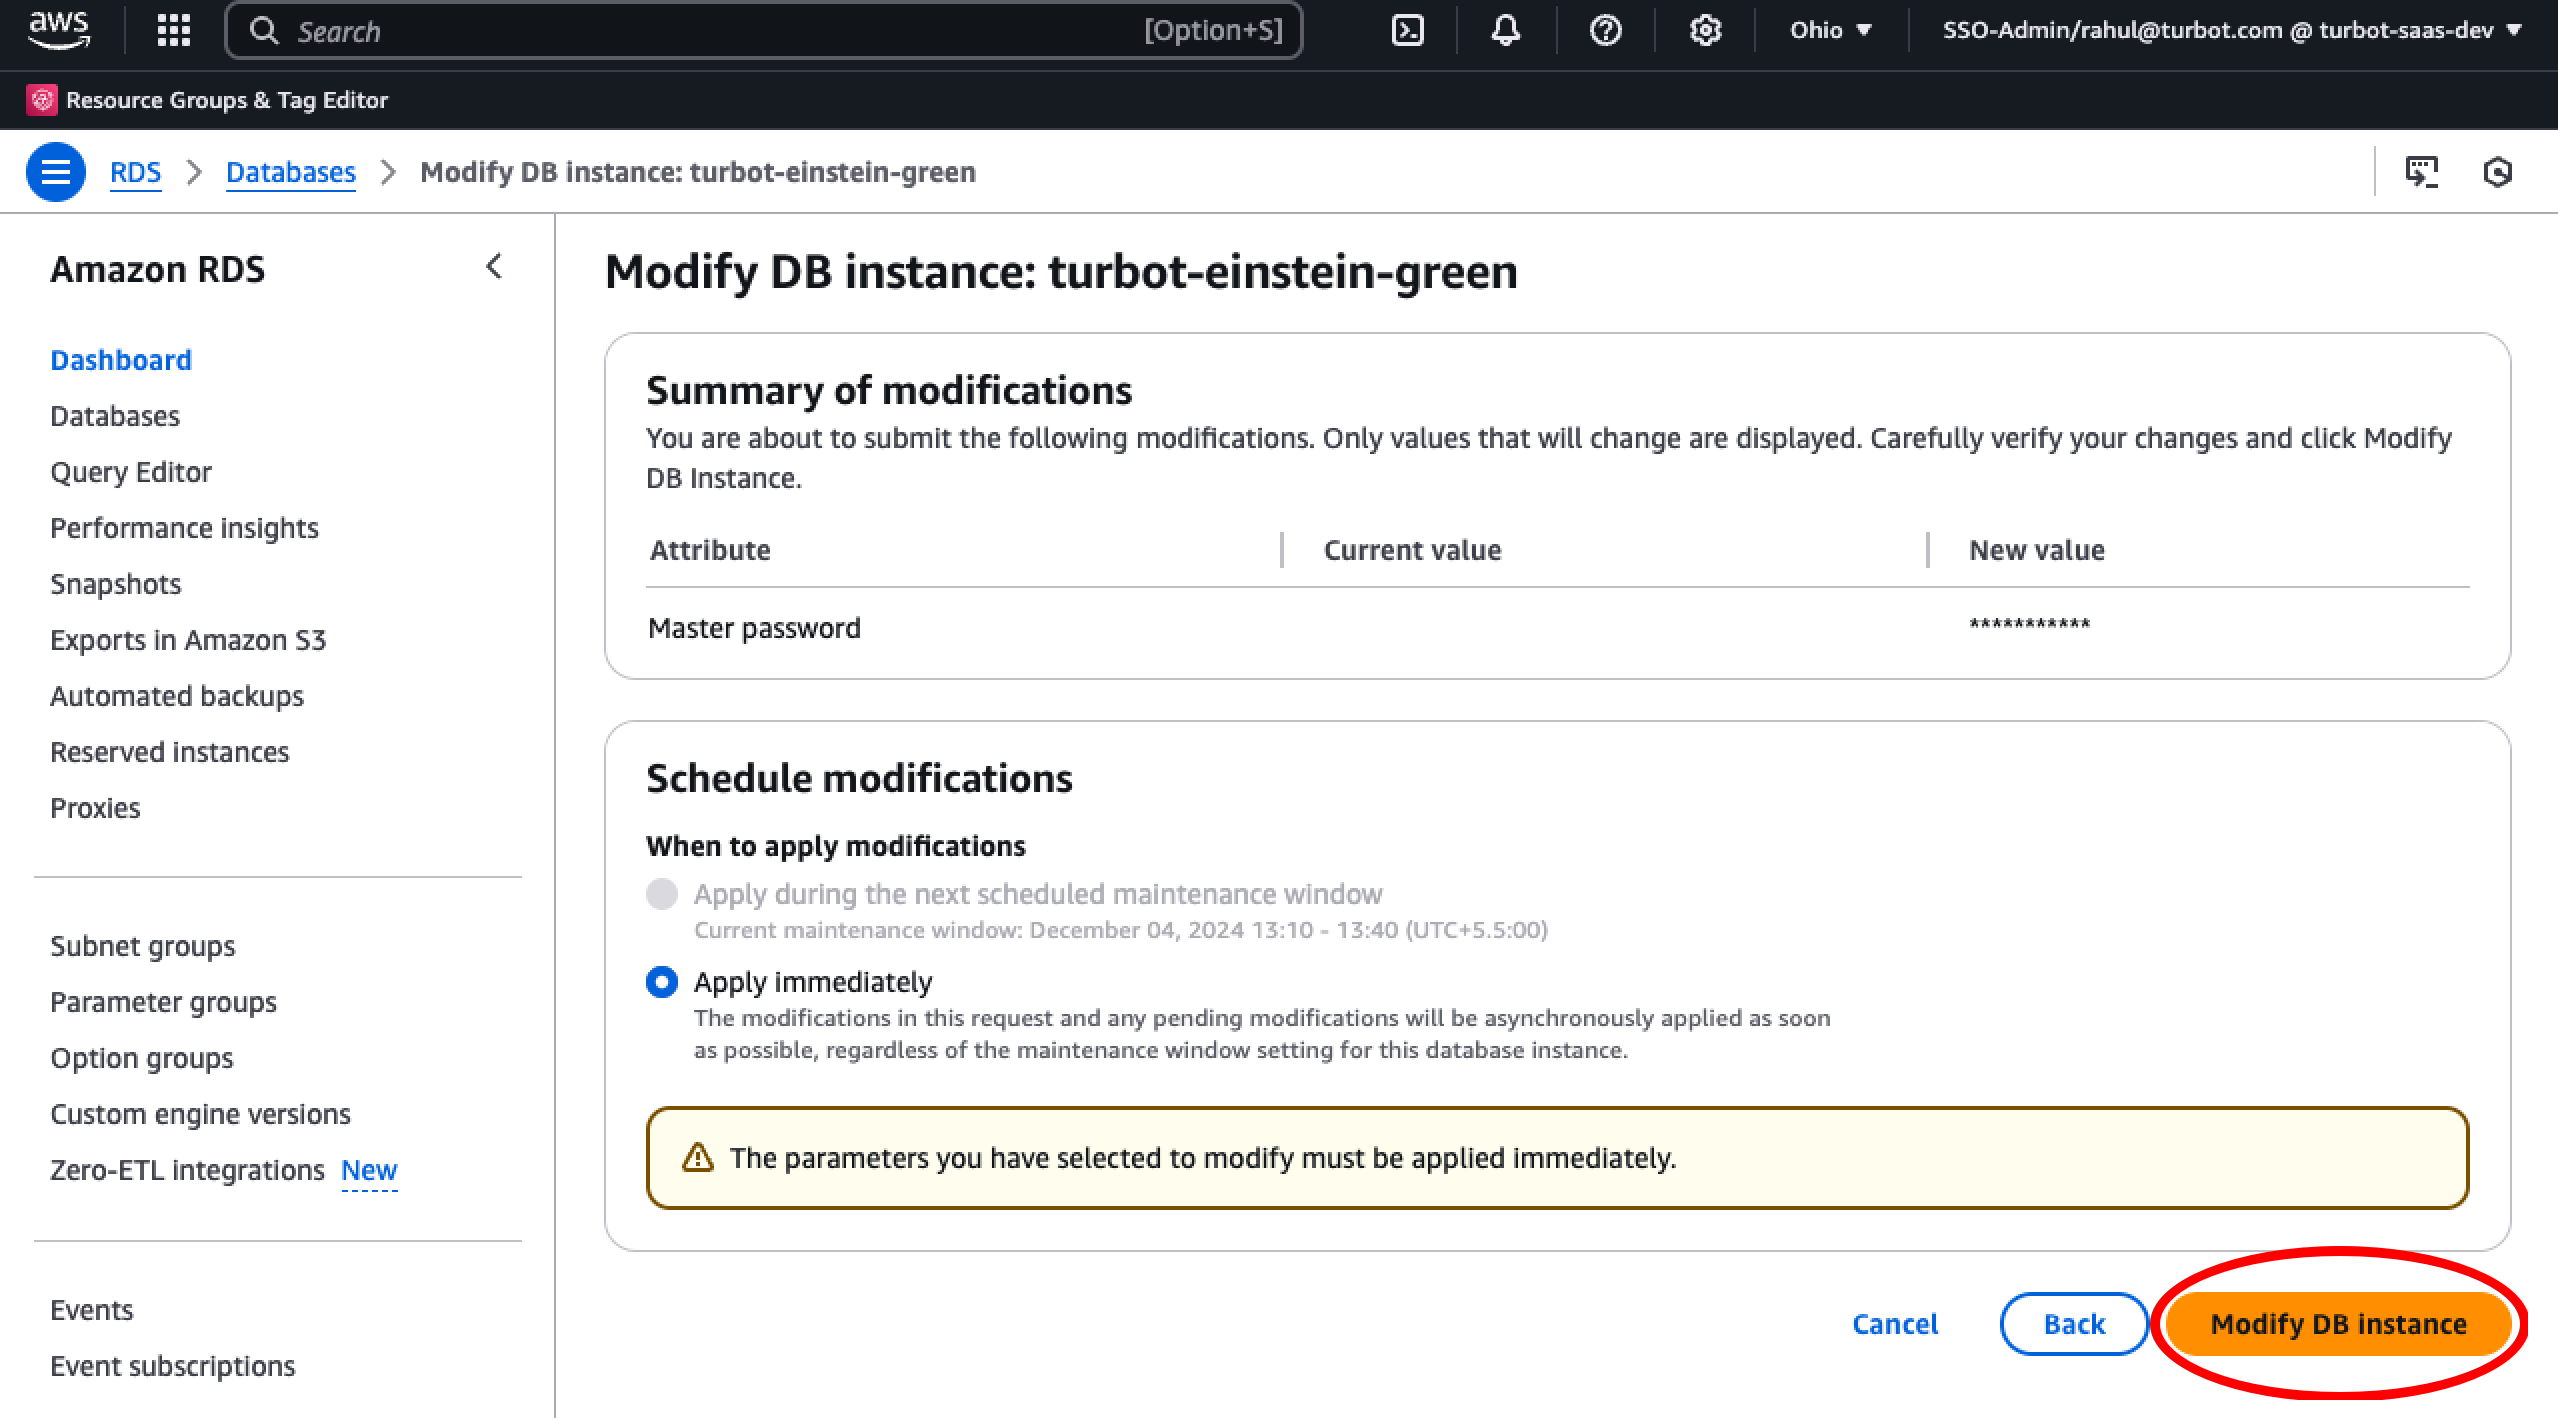 aws
Search
[Option+S]
Ohio
SSO-Admin/rahul@turbot.com @ turbot-saas-dev
Resource Groups & Tag Editor
RDS
Databases
Modify DB instance: turbot-einstein-green
Amazon RDS
Dashboard
Databases
Query Editor
Performance insights
Snapshots
Exports in Amazon S3
Automated backups
Reserved instances
Proxies
Subnet groups
Parameter groups
Option groups
Custom engine versions
Zero-ETL integrations New
Events
Event subscriptions
Modify DB instance: turbot-einstein-green
Summary of modifications
You are about to submit the following modifications. Only values that will change are displayed. Carefully verify your changes and click Modify
DB Instance.
Attribute
Current value
New value
Master password
***********
Schedule modifications
When to apply modifications
Apply during the next scheduled maintenance window
Current maintenance window: December 04, 2024 13:10 - 13:40 (UTC+5.5:00)
Apply immediately
The modifications in this request and any pending modifications will be asynchronously applied as soon
as possible, regardless of the maintenance window setting for this database instance.
The parameters you have selected to modify must be applied immediately.
Cancel
Back
Modify DB instance